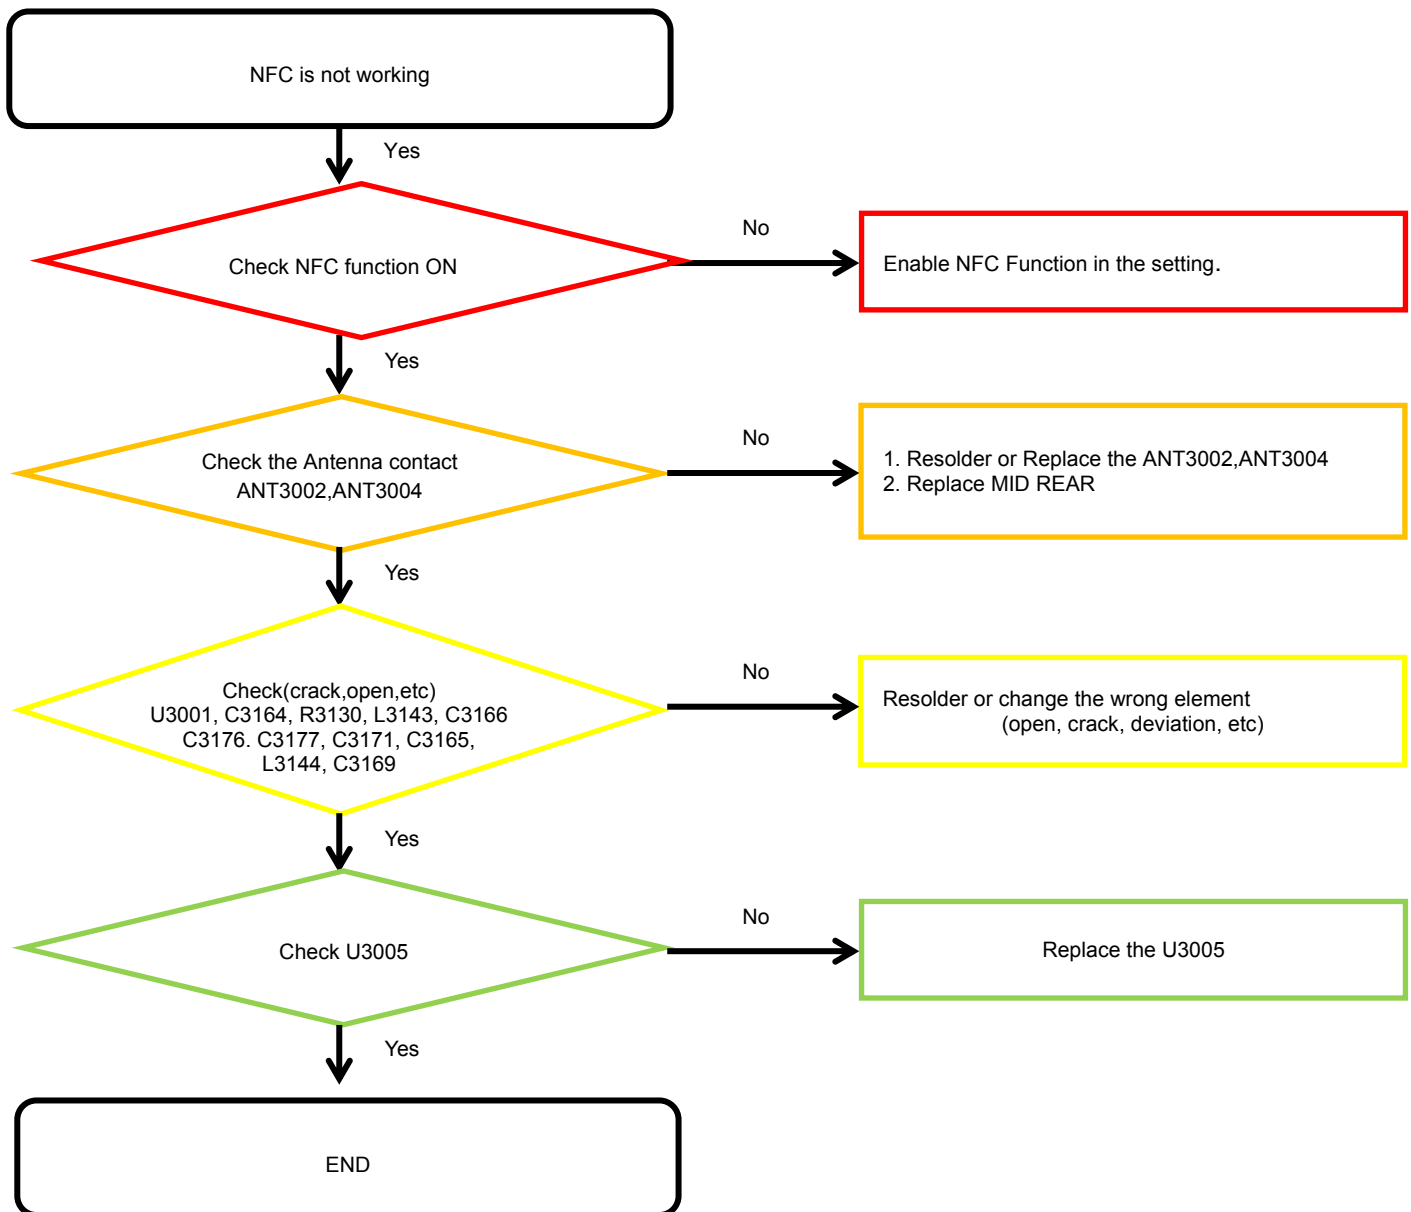 NFC is not working
Yes
Check NFC function ON
No
Enable NFC Function in the setting.
Yes
Check the Antenna contact
ANT3002,ANT3004
No
1. Resolder or Replace the ANT3002,ANT3004
2. Replace MID REAR
Yes
Check(crack,open,etc)
U3001, C3164, R3130, L3143, C3166
C3176. C3177, C3171, C3165,
L3144, C3169
No
Resolder or change the wrong element
(open, crack, deviation, etc)
Yes
Check U3005
No
Replace the U3005
Yes
END